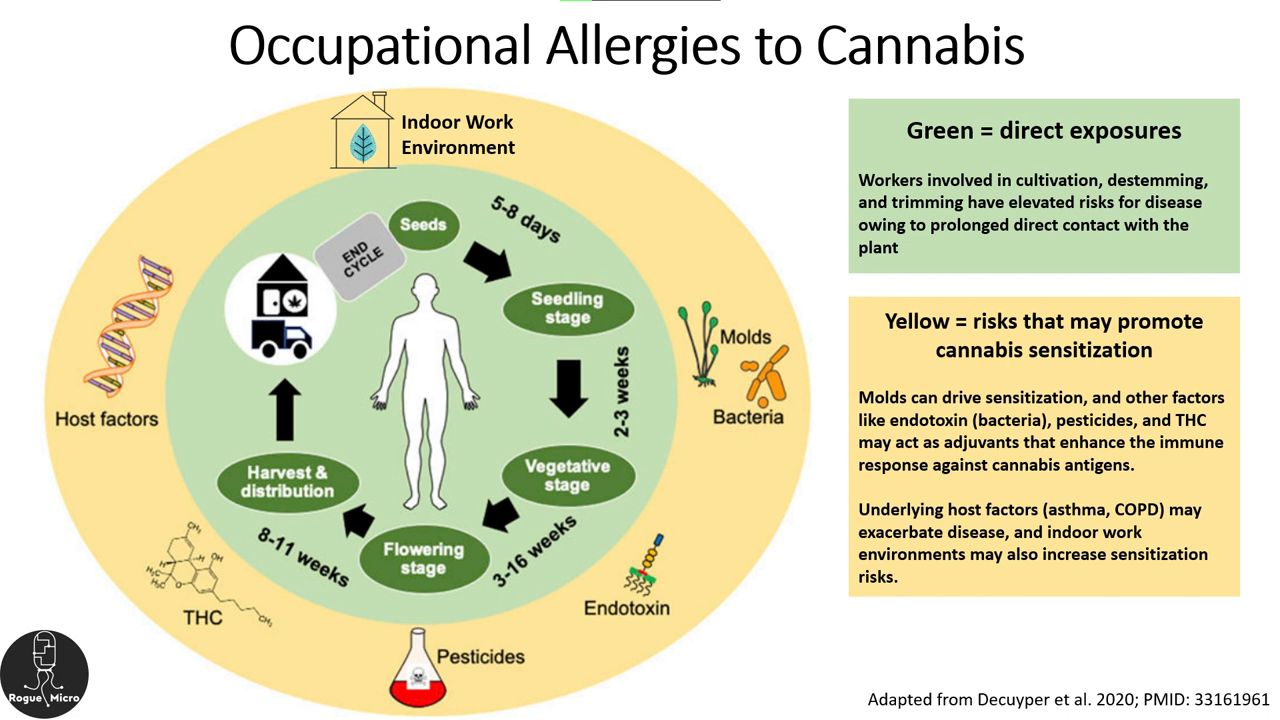 Occupational Allergies to Cannabis
Indoor Work
Environment
Seeds
5-8 days
END
CYCLE
Seedling
stage
2-3 weeks
Vegetative
stage
3-16 weeks
Flowering
stage
8-11 weeks
Harvest &
distribution
Host factors
Molds
Bacteria
Endotoxin
Pesticides
THC
CH₃
OH
H
H
H₃C
H₃C
O
CH₃
Green = direct exposures
Workers involved in cultivation, destemming,
and trimming have elevated risks for disease
owing to prolonged direct contact with the
plant
Yellow = risks that may promote
cannabis sensitization
Molds can drive sensitization, and other factors
like endotoxin (bacteria), pesticides, and THC
may act as adjuvants that enhance the immune
response against cannabis antigens.
Underlying host factors (asthma, COPD) may
exacerbate disease, and indoor work
environments may also increase sensitization
risks.
Rogue Micro
Adapted from Decuyper et al. 2020; PMID: 33161961